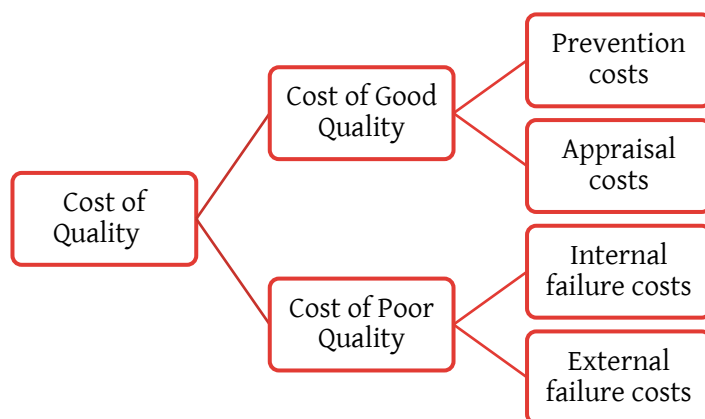 Cost of
Quality
Cost of Good
Quality
Prevention
costs
Appraisal
costs
Cost of Poor
Quality
Internal
failure costs
External
failure costs